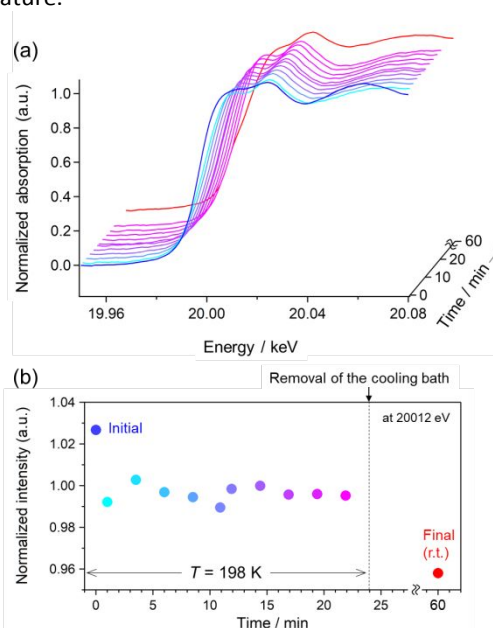 ature.
(a)
Normalized absorption (a.u.)
1.0
0.8
0.6
0.4
0.2
0.0
19.96
20.00
20.04
20.08
Energy / keV
0
10
20
60
Time / min
(b)
Removal of the cooling bath
Normalized intensity (a.u.)
1.04
1.02
1.00
0.98
0.96
Initial
at 20012 eV
T = 198 K
Final
(r.t.)
0
5
10
15
20
25
60
Time / min